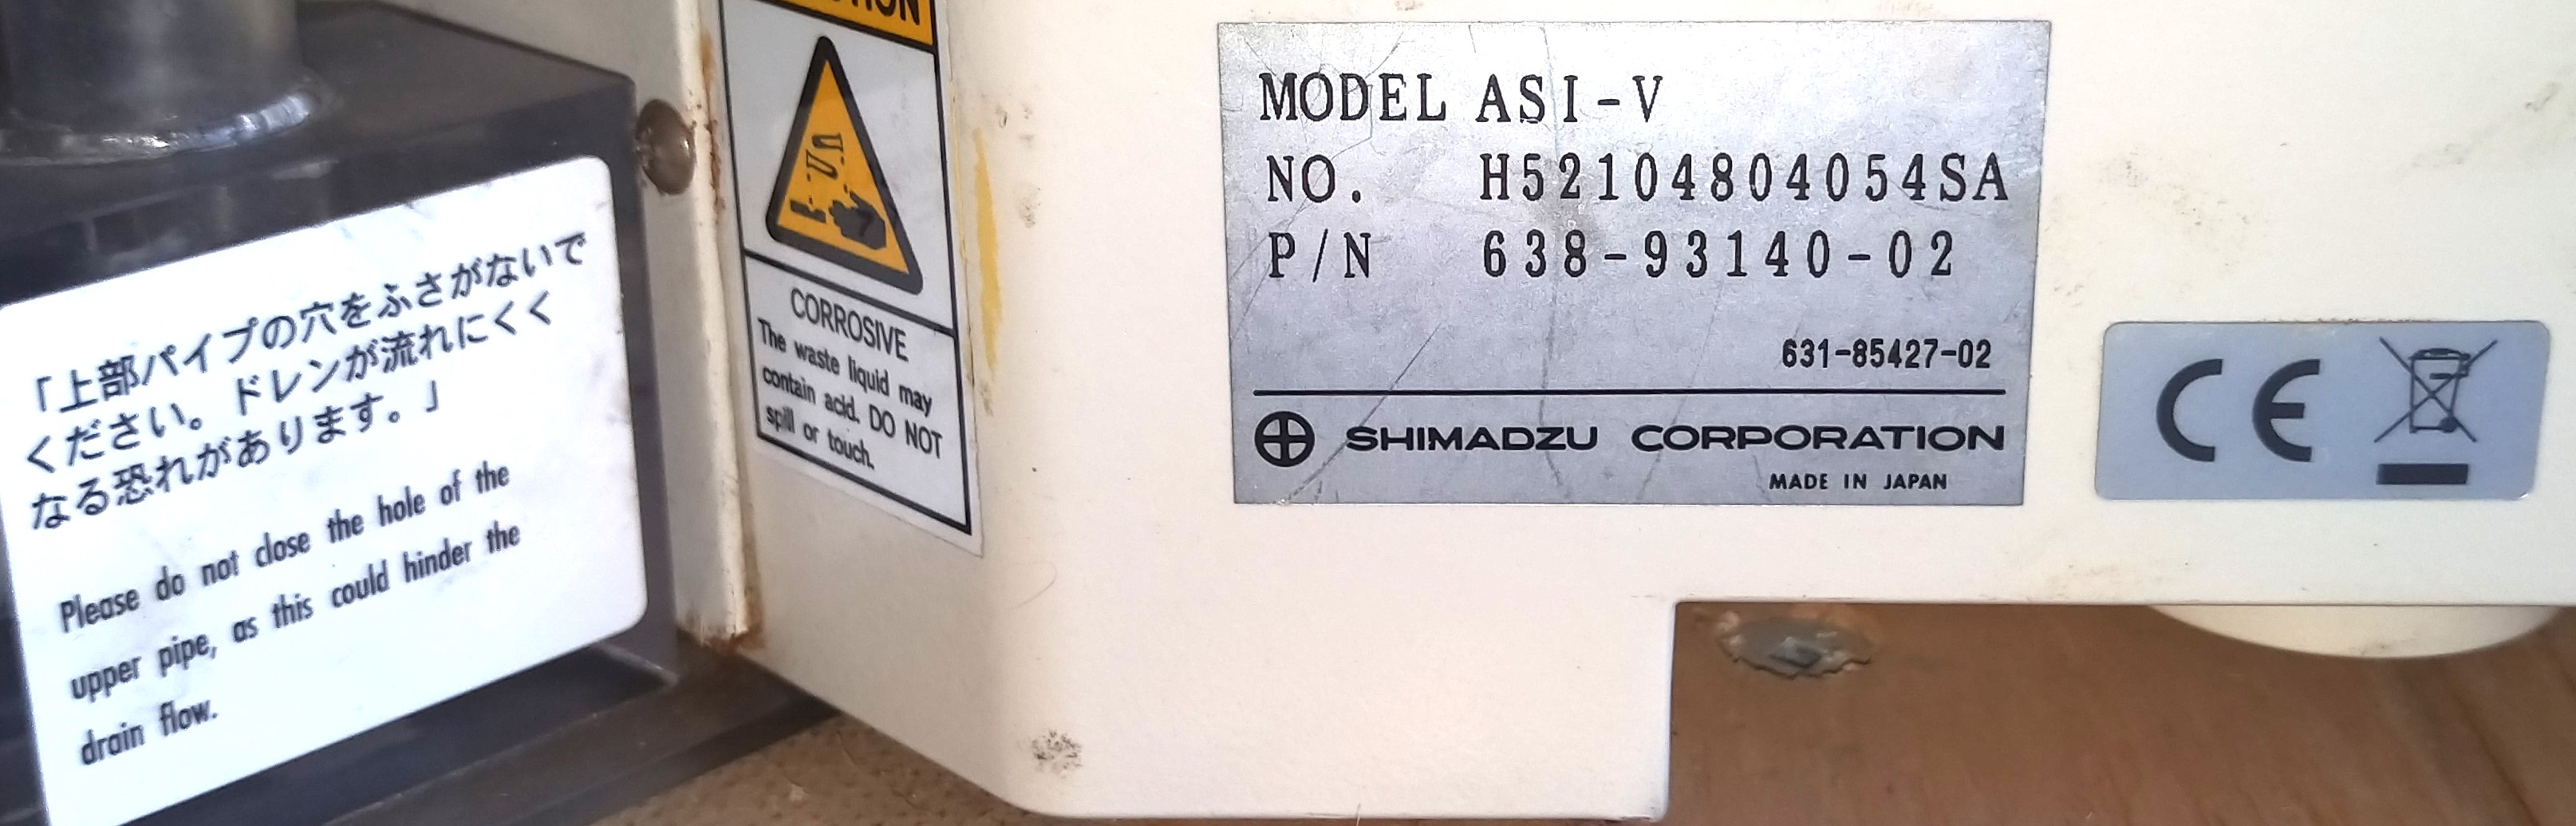 「上部パイプの穴をふさがないで
ください。ドレンが流れにくく
なる恐れがあります。」
Please do not close the hole of the
upper pipe, as this could hinder the
drain flow.
CORROSIVE
The waste liquid may
contain acid. DO NOT
spill or touch.
MODEL ASI-V
NO. H52104804054SA
P/N 638-93140-02
631-85427-02
SHIMADZU CORPORATION
MADE IN JAPAN
CE